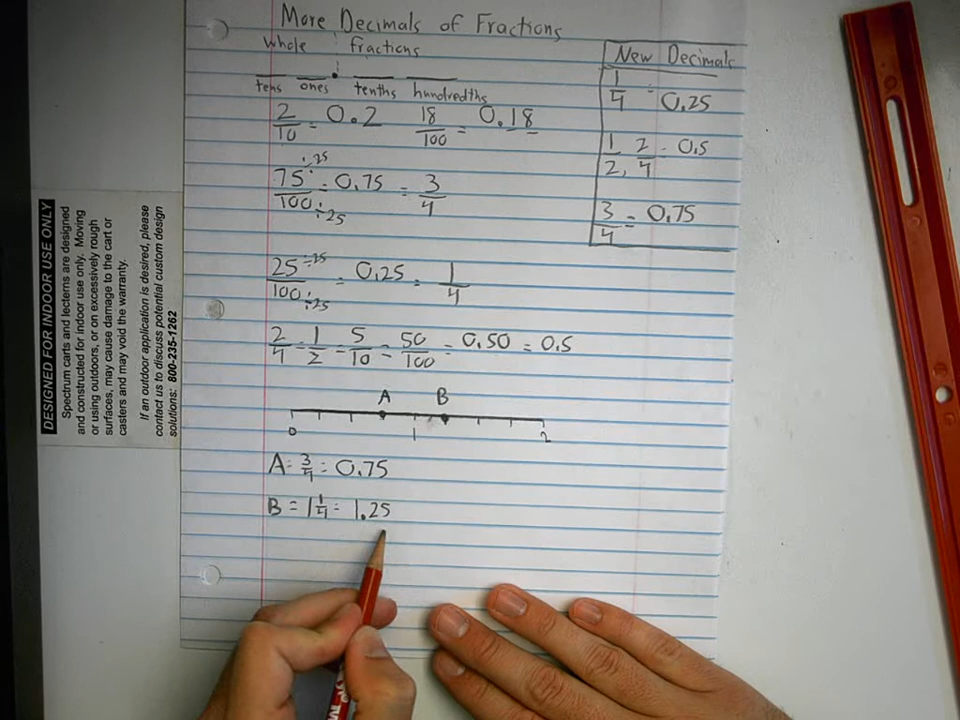 More Decimals of Fractions
whole fractions
. 
tens ones tenths hundredths
2/10 = 0.2 18/100 = 0.18
75÷25/100÷25 = 0.75 = 3/4
25÷25/100÷25 = 0.25 = 1/4
2/4 = 1/2 = 5/10 = 50/100 = 0.50 = 0.5
A B
0 1 2
A = 3/4 = 0.75
B = 1 1/4 = 1.25
New Decimals
1/4 = 0.25
1/2, 2/4 = 0.5
3/4 = 0.75
DESIGNED FOR INDOOR USE ONLY
Spectrum carts and lecterns are designed
and constructed for indoor use only. Moving
or using outdoors, or on excessively rough
surfaces, may cause damage to the cart or
casters and may void the warranty.
If an outdoor application is desired, please
contact us to discuss potential custom design
solutions: 800-235-1262